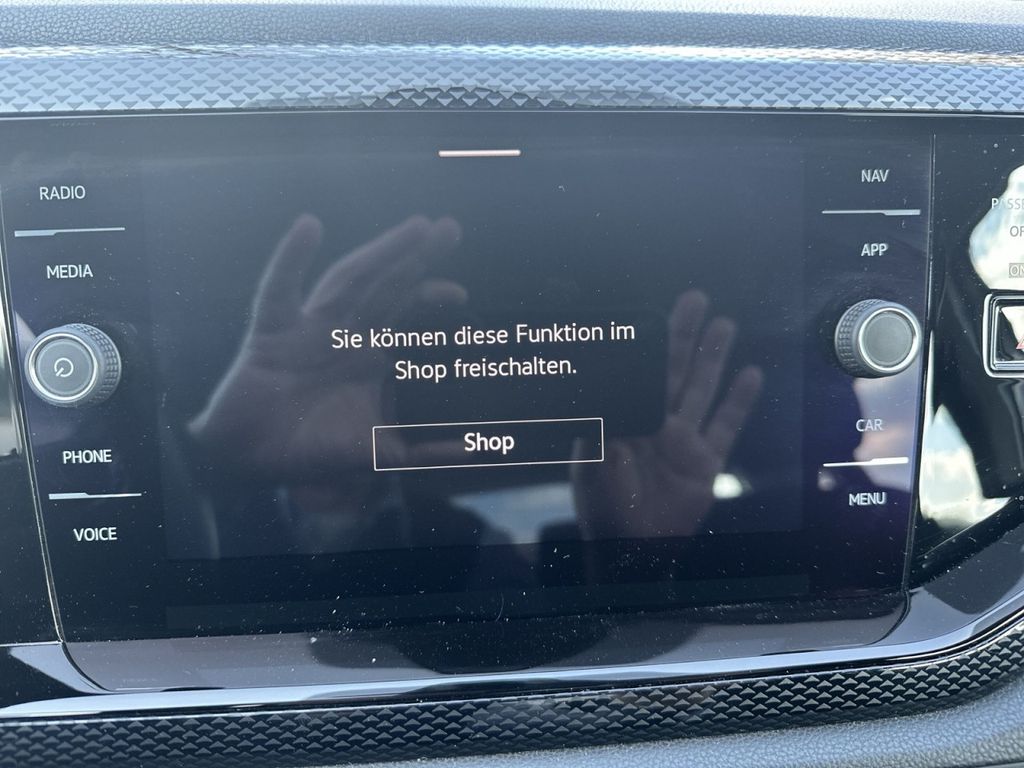 RADIO
MEDIA
PHONE
VOICE
Sie können diese Funktion im
Shop freischalten.
Shop
NAV
APP
CAR
MENU